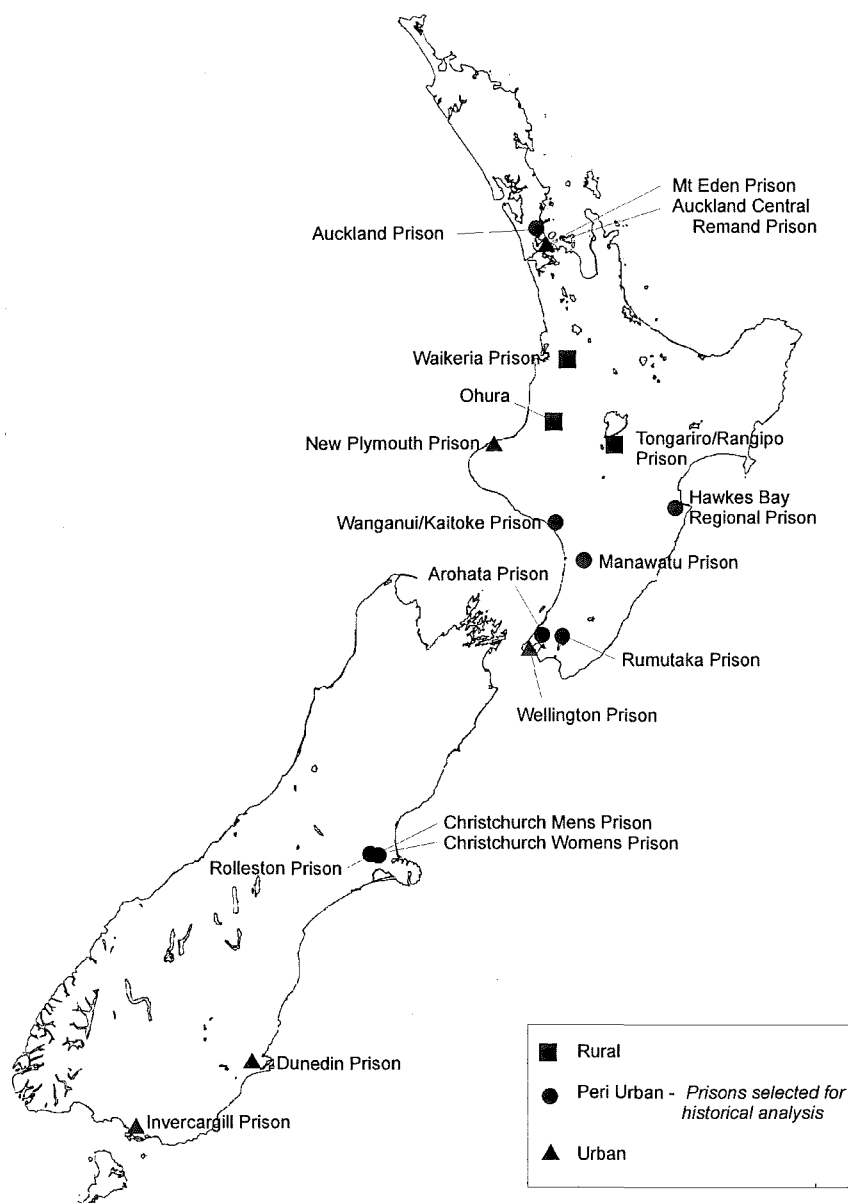 Mt Eden Prison
Auckland Central
Remand Prison
Auckland Prison
Waikeria Prison
Ohura
New Plymouth Prison
Tongariro/Rangipo
Prison
Hawkes Bay
Regional Prison
Wanganui/Kaitoke Prison
Manawatu Prison
Arohata Prison
Rumutaka Prison
Wellington Prison
Christchurch Mens Prison
Christchurch Womens Prison
Rolleston Prison
Dunedin Prison
Invercargill Prison
Rural
Peri Urban - Prisons selected for
historical analysis
Urban